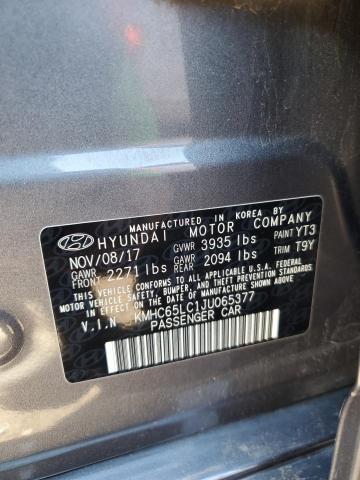 MANUFACTURED IN KOREA BY
HYUNDAI MOTOR COMPANY
NOV/08/17 GVWR 3935 lbs PAINT YT3
GAWR FRONT 2271 lbs GAWR REAR 2094 lbs TRIM T9Y
THIS VEHICLE CONFORMS TO ALL APPLICABLE U.S.A. FEDERAL
MOTOR VEHICLE SAFETY, BUMPER, AND THEFT PREVENTION
STANDARDS IN EFFECT ON THE DATE OF MANUFACTURE SHOWN ABOVE.
V.I.N KMHC65LC1JU065377
PASSENGER CAR